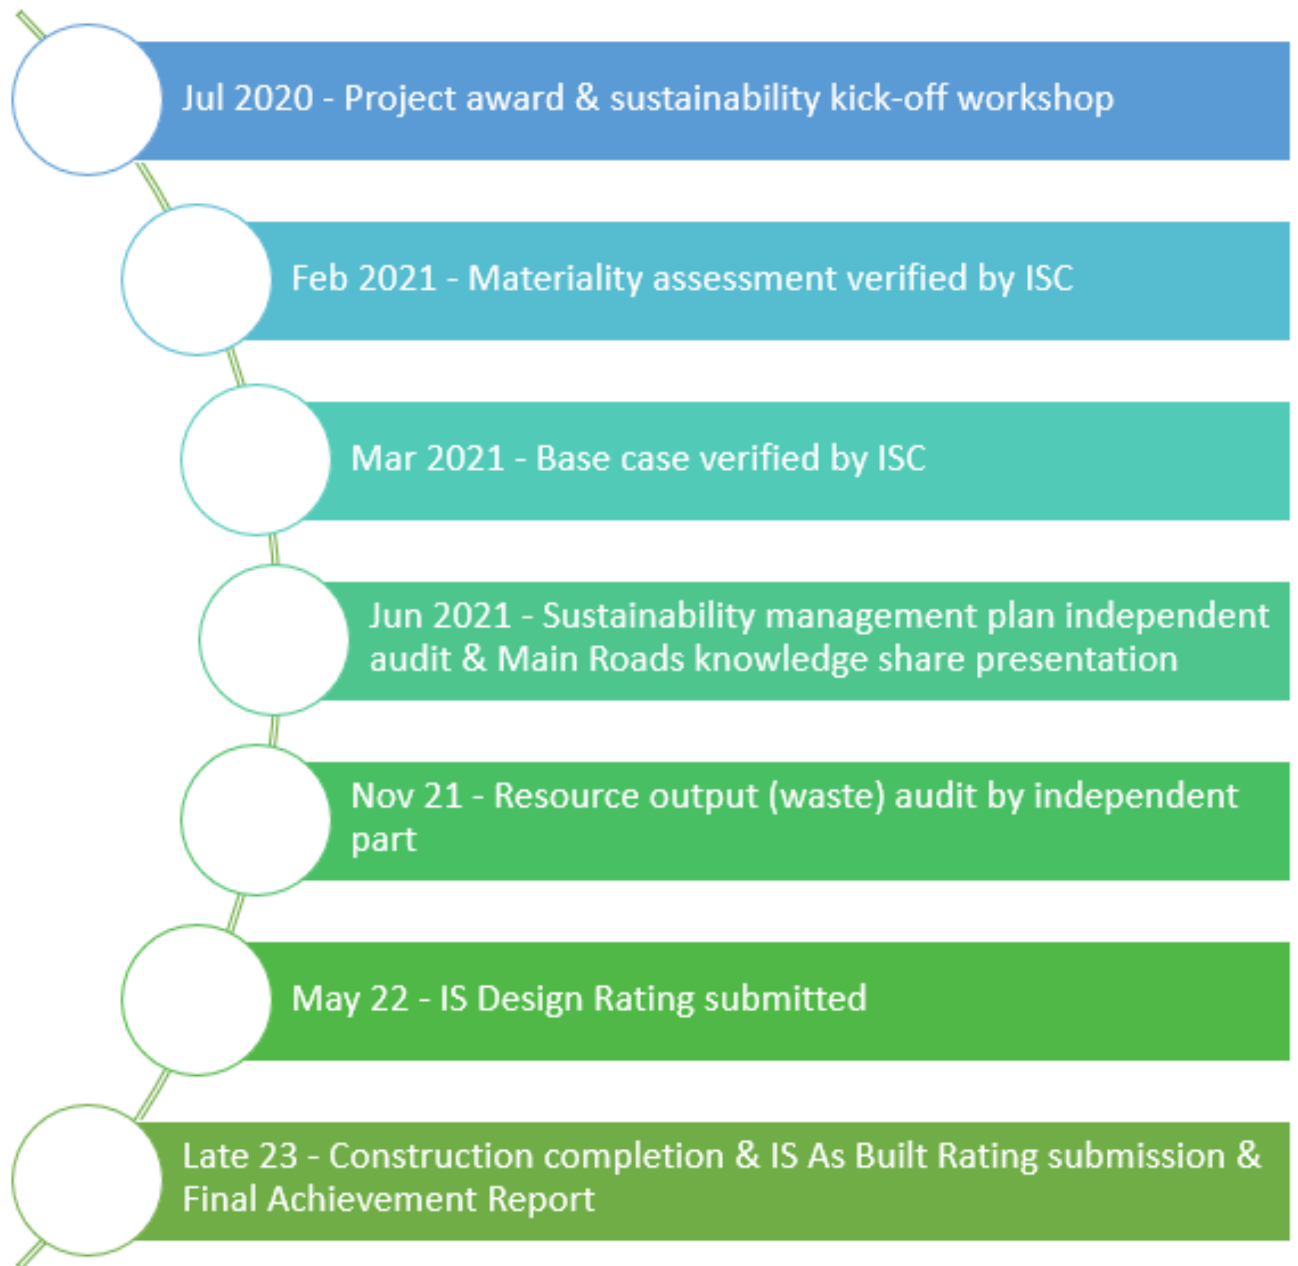 Jul 2020 - Project award & sustainability kick-off workshop
Feb 2021 - Materiality assessment verified by ISC
Mar 2021 - Base case verified by ISC
Jun 2021 - Sustainability management plan independent
audit & Main Roads knowledge share presentation
Nov 21 - Resource output (waste) audit by independent
part
May 22 - IS Design Rating submitted
Late 23 - Construction completion & IS As Built Rating submission &
Final Achievement Report